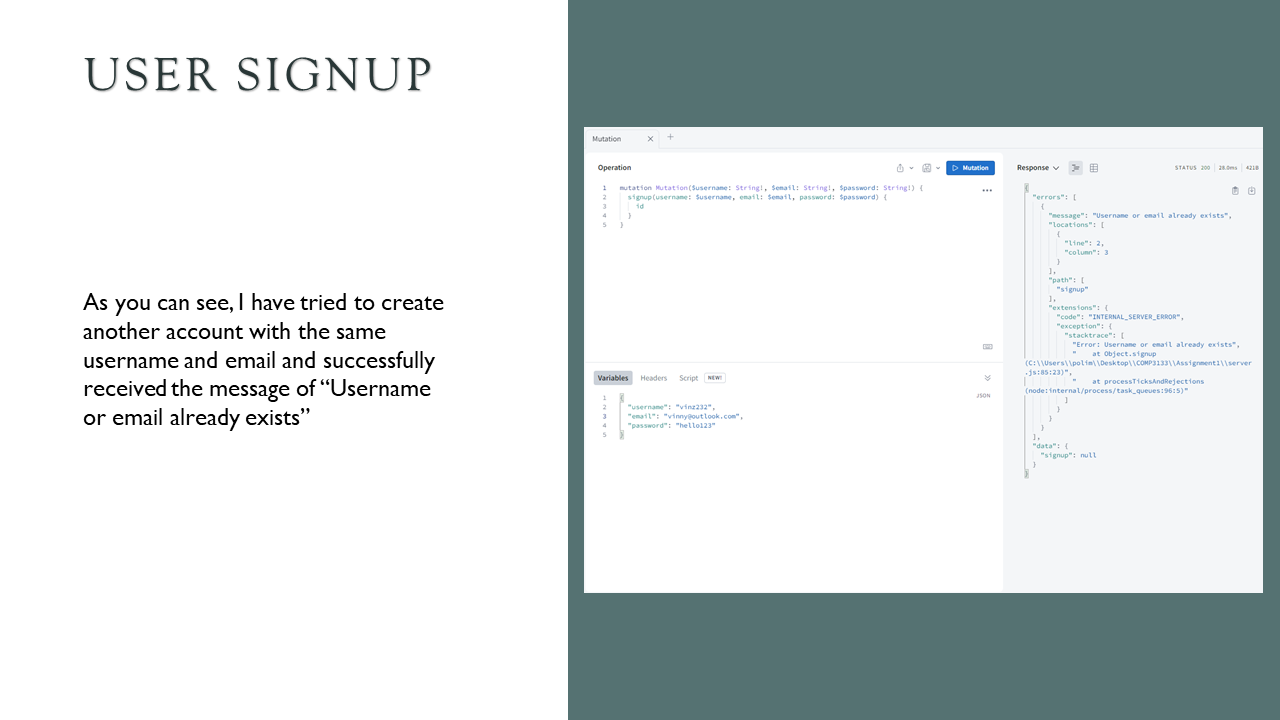 USER SIGNUP
As you can see, I have tried to create
another account with the same
username and email and successfully
received the message of “Username
or email already exists”
Mutation
Operation
Mutation
1 mutation Mutation($username: String!, $email: String!, $password: String!) {
2 signup(username: $username, email: $email, password: $password) {
3 id
4 }
5 }
Variables Headers Script NEW!
JSON
1 {
2 "username": "vinz232",
3 "email": "vinny@outlook.com",
4 "password": "hello123"
5 }
Response STATUS 200 28.0ms 421B
{
"errors": [
{
"message": "Username or email already exists",
"locations": [
{
"line": 2,
"column": 3
}
],
"path": [
"signup"
],
"extensions": {
"code": "INTERNAL_SERVER_ERROR",
"exception": {
"stacktrace": [
"Error: Username or email already exists",
" at Object.signup
(C:\\Users\\polim\\Desktop\\COMP3133\\Assignment1\\server
.js:85:23)",
" at processTicksAndRejections
(node:internal/process/task_queues:96:5)"
]
}
}
}
],
"data": {
"signup": null
}
}